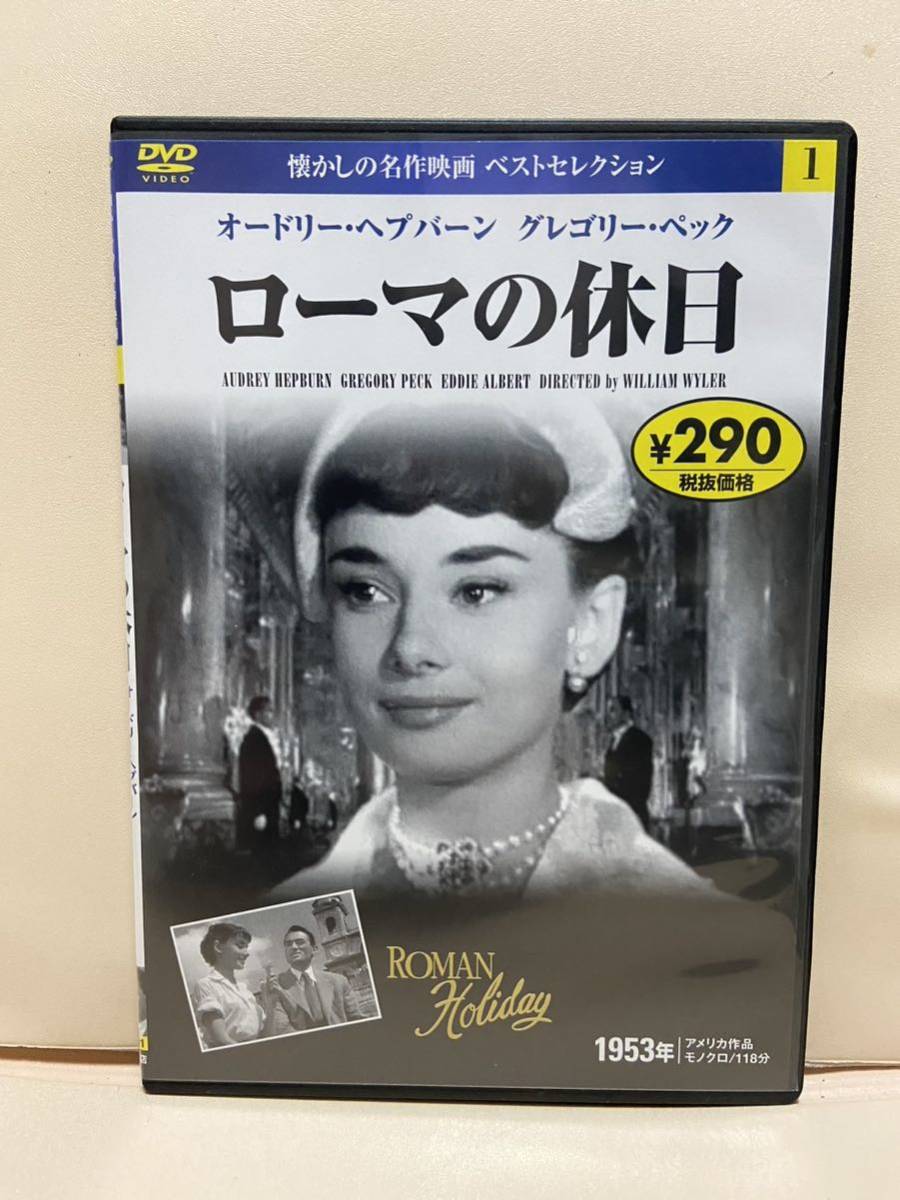 DVD
VIDEO
懐かしの名作映画 ベストセレクション
1
オードリー・ヘプバーン グレゴリー・ペック
ローマの休日
AUDREY HEPBURN GREGORY PECK EDDIE ALBERT DIRECTED by WILLIAM WYLER
¥290
税抜価格
ROMAN
Holiday
1953年
アメリカ作品
モノクロ/118分